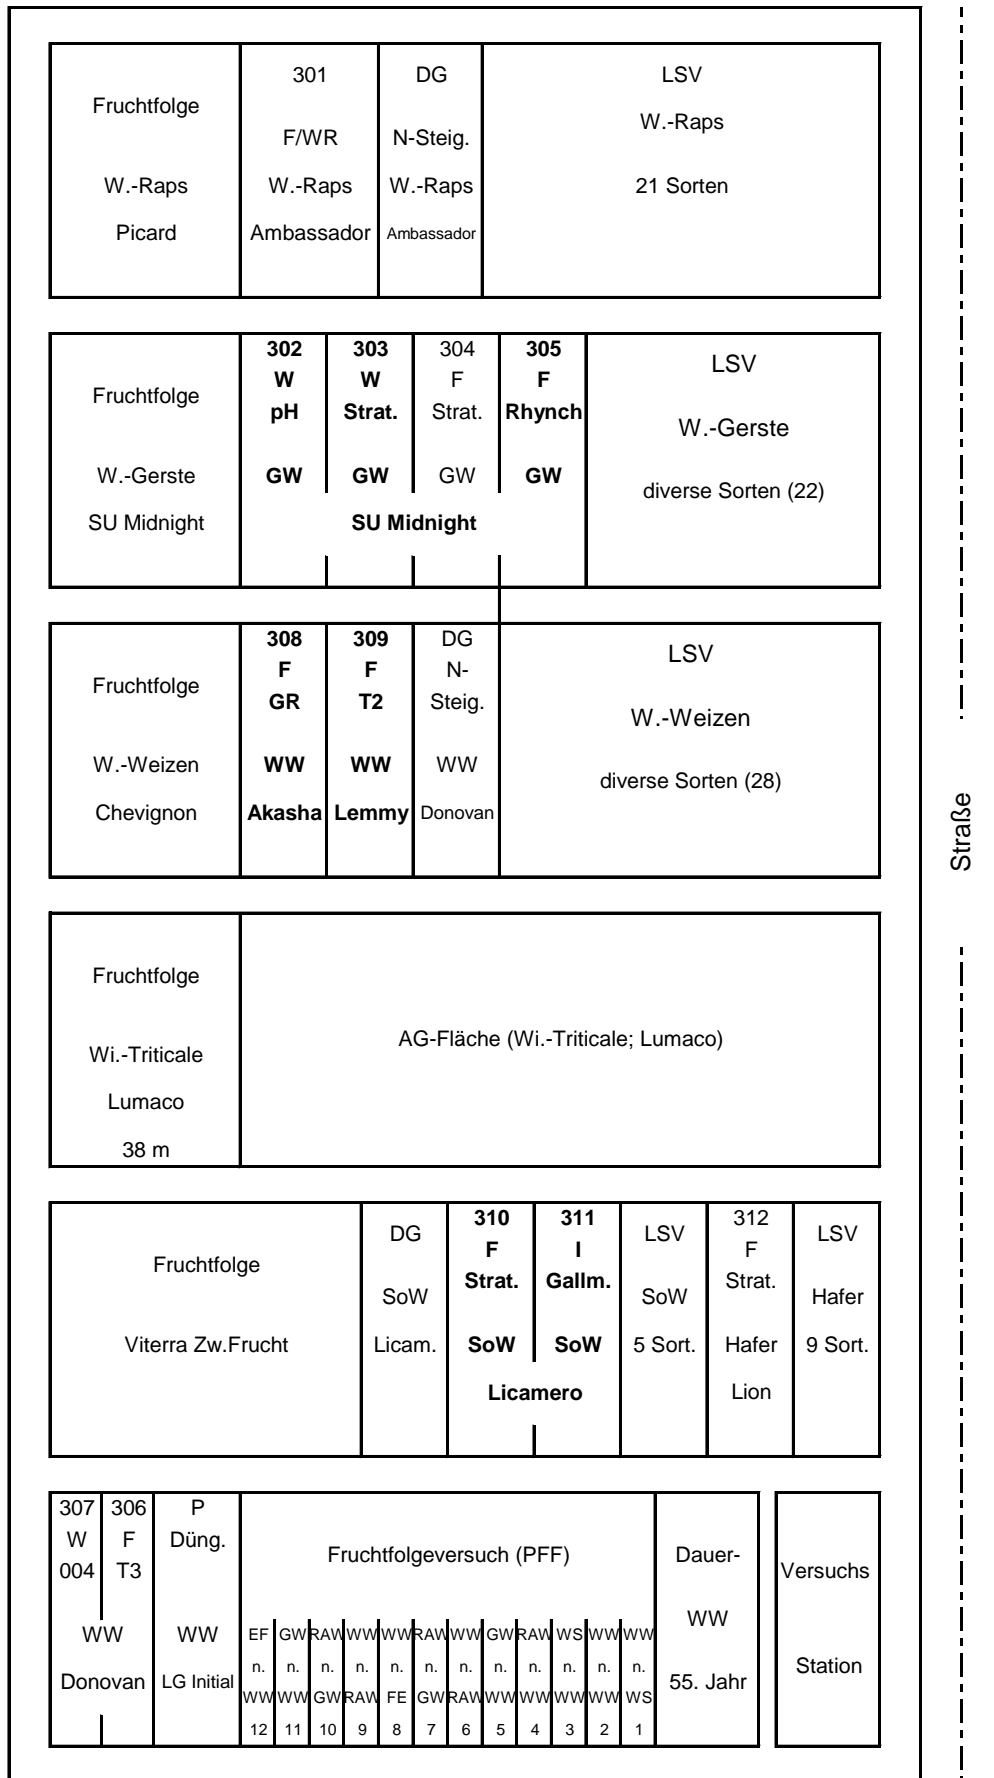 Fruchtfolge
W.-Raps
Picard
301
F/WR
W.-Raps
Ambassador
DG
N-Steig.
W.-Raps
Ambassador
LSV
W.-Raps
21 Sorten
Fruchtfolge
W.-Gerste
SU Midnight
302
W
pH
GW
303
W
Strat.
GW
304
F
Strat.
GW
305
F
Rhynch
GW
SU Midnight
LSV
W.-Gerste
diverse Sorten (22)
Fruchtfolge
W.-Weizen
Chevignon
308
F
GR
WW
Akasha
309
F
T2
WW
Lemmy
DG
N-
Steig.
WW
Donovan
LSV
W.-Weizen
diverse Sorten (28)
Straße
Fruchtfolge
Wi.-Triticale
Lumaco
38 m
AG-Fläche (Wi.-Triticale; Lumaco)
Fruchtfolge
Viterra Zw.Frucht
DG
SoW
Licam.
310
F
Strat.
SoW
311
I
Gallm.
SoW
Licamero
LSV
SoW
5 Sort.
312
F
Strat.
Hafer
Lion
LSV
Hafer
9 Sort.
307
W
004
306
F
T3
WW
Donovan
P
Düng.
WW
LG Initial
Fruchtfolgeversuch (PFF)
EF
n.
WW
12
GW
n.
WW
11
RAW
n.
GW
10
WW
n.
RAW
9
WW
n.
FE
8
RAW
n.
GW
7
WW
n.
RAW
6
GW
n.
WW
5
RAW
n.
WW
4
WS
n.
WW
3
WW
n.
WW
2
WW
n.
WS
1
Dauer-
WW
55. Jahr
Versuchs
Station